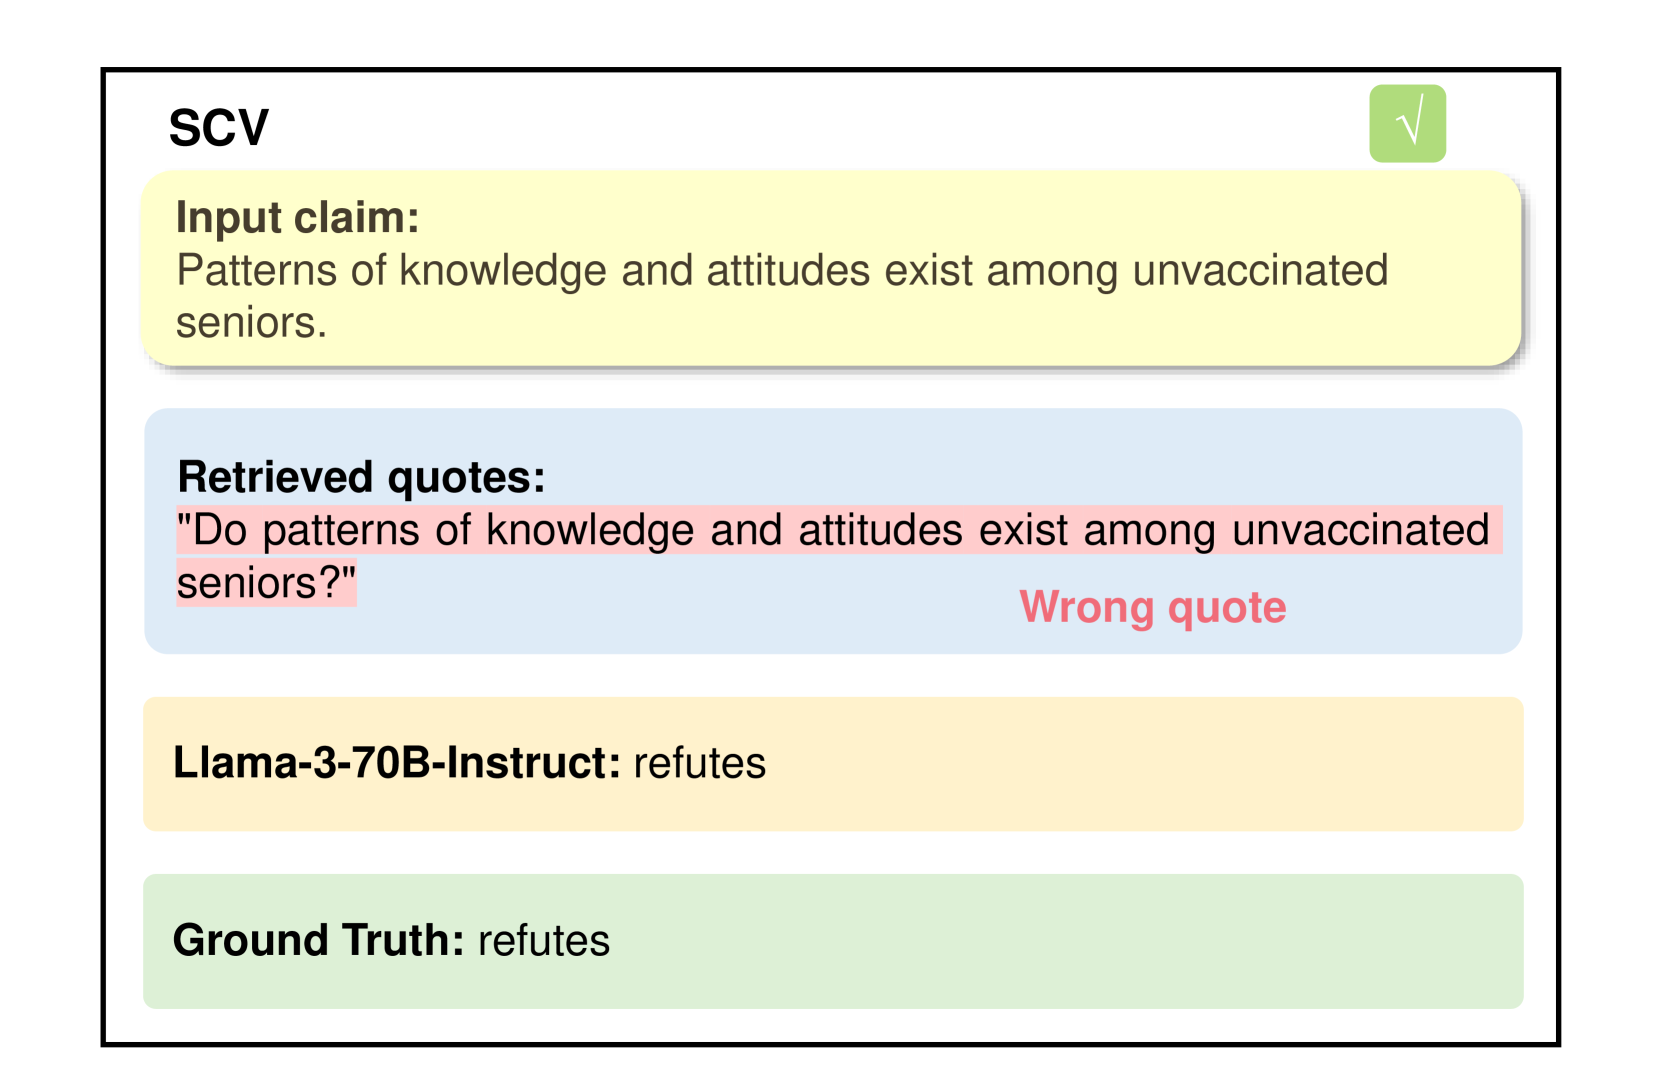 SCV
√
Input claim:
Patterns of knowledge and attitudes exist among unvaccinated
seniors.
Retrieved quotes:
"Do patterns of knowledge and attitudes exist among unvaccinated
seniors?"
Wrong quote
Llama-3-70B-Instruct: refutes
Ground Truth: refutes